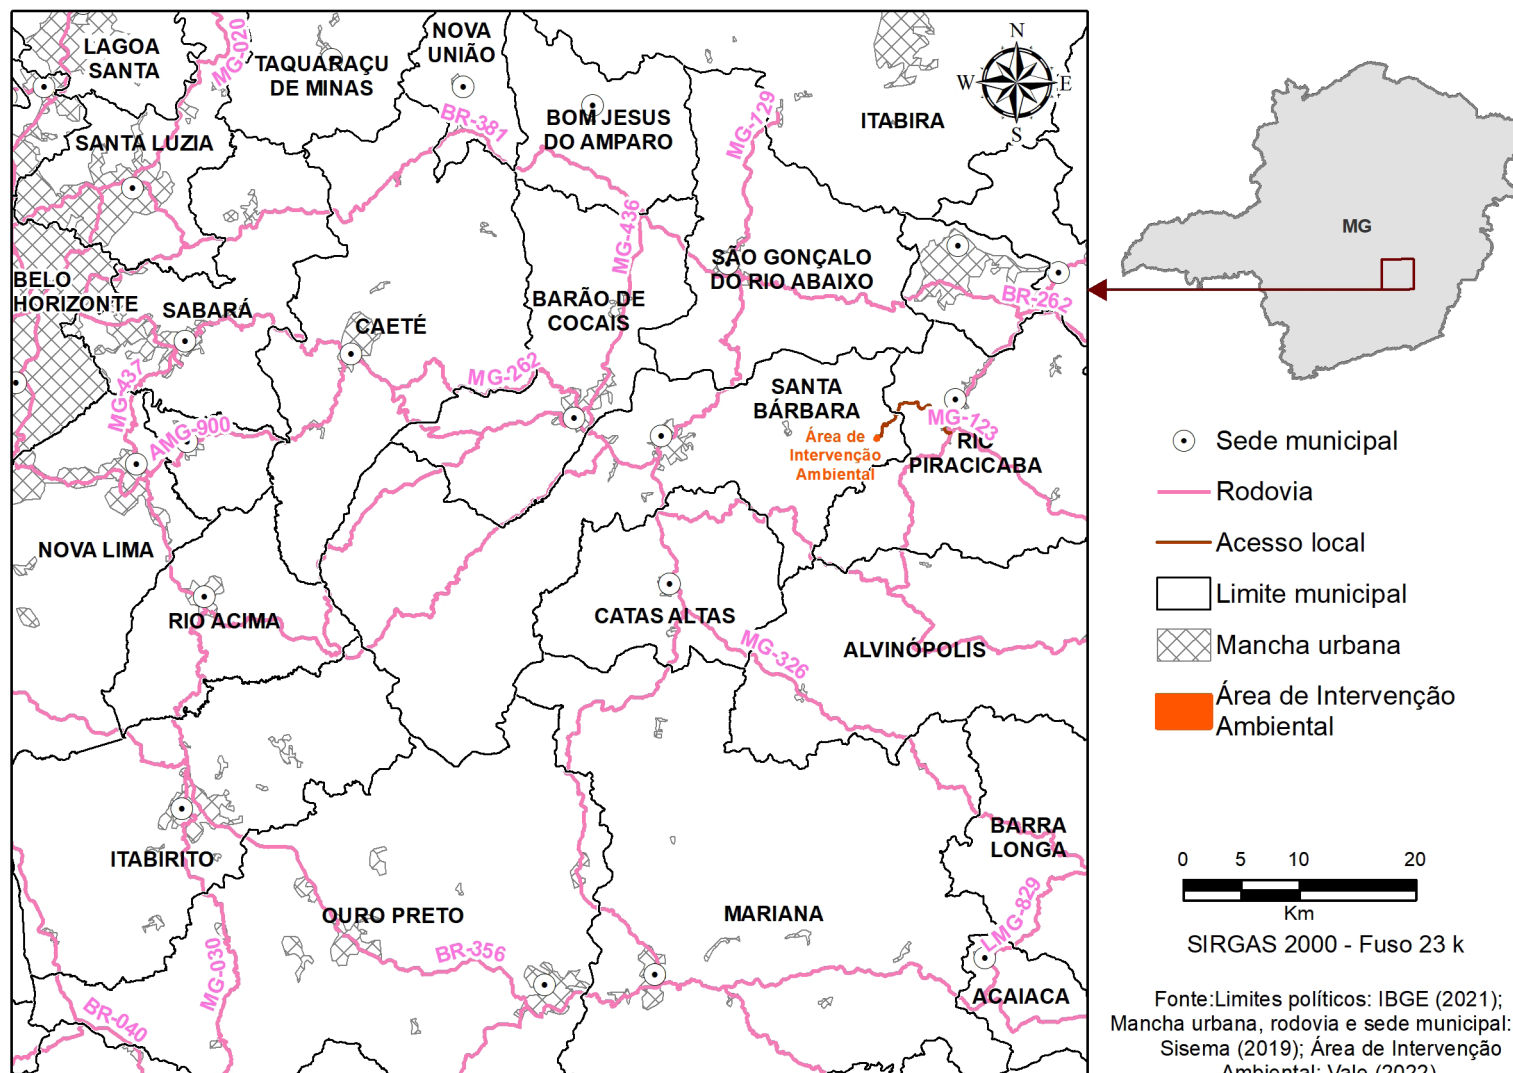 LAGOA
SANTA
MG-020
TAQUARAÇU
DE MINAS
NOVA
UNIÃO
BR-381
BOM JESUS
DO AMPARO
MG-129
ITABIRA
N
W
E
S
SANTA LUZIA
MG-436
SÃO GONÇALO
DO RIO ABAIXO
BR-262
BELO
HORIZONTE
SABARÁ
CAETÉ
BARÃO DE
COCAIS
MG-437
AMG-900
MG-262
SANTA
BÁRBARA
Área de
Intervenção
Ambiental
MG-123
RIO
PIRACICABA
NOVA LIMA
RIO ACIMA
CATAS ALTAS
MG-326
ALVINÓPOLIS
ITABIRITO
OURO PRETO
MARIANA
BARRA
LONGA
LMG-829
BR-356
MG-030
BR-040
ACAIACA
MG
Sede municipal
Rodovia
Acesso local
Limite municipal
Mancha urbana
Área de Intervenção
Ambiental
0 5 10 20
Km
SIRGAS 2000 - Fuso 23 k
Fonte:Limites políticos: IBGE (2021);
Mancha urbana, rodovia e sede municipal:
Sisema (2019); Área de Intervenção
Ambiental: Vale (2022)